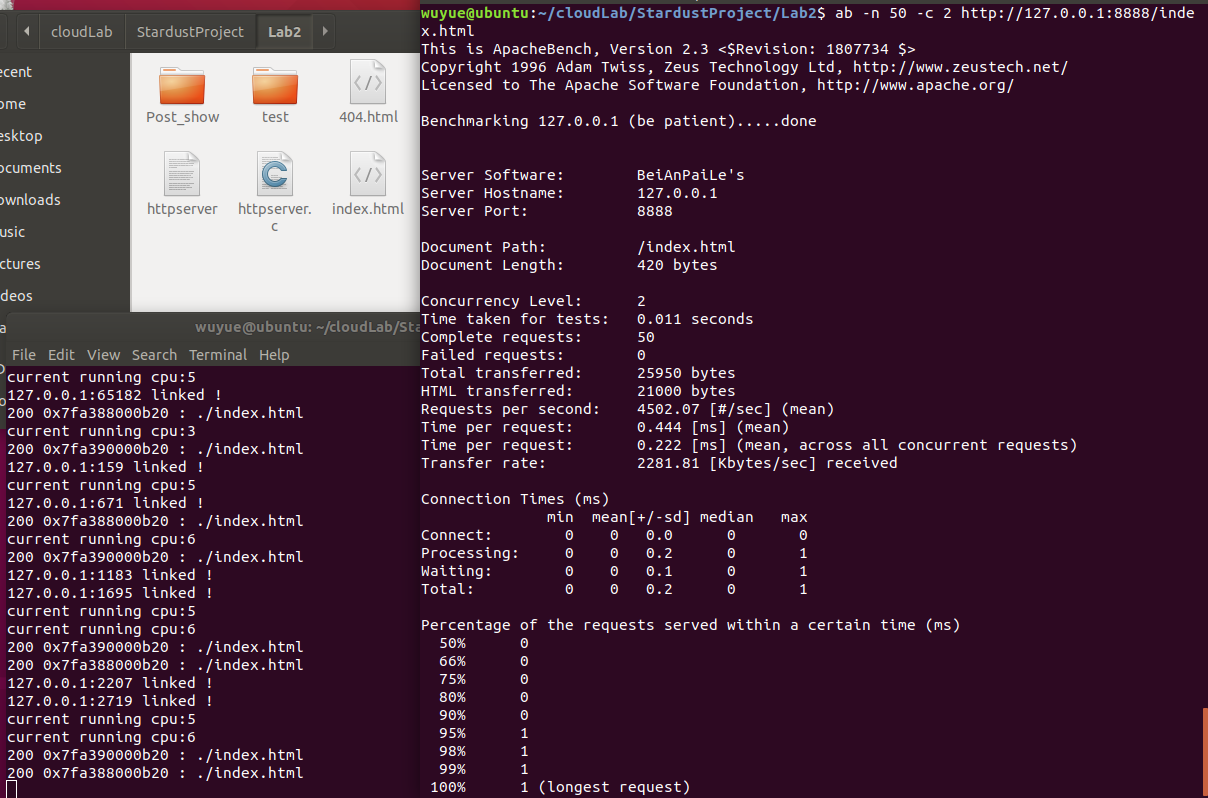 cloudLab StardustProject Lab2
ecent
ome
esktop
ocuments
ownloads
usic
ctures
deos
Post_show test 404.html
httpserver httpserver.c index.html
wuyue@ubuntu: ~/cloudLab/Sta
File Edit View Search Terminal Help
current running cpu:5
127.0.0.1:65182 linked !
200 0x7fa388000b20 : ./index.html
current running cpu:3
200 0x7fa390000b20 : ./index.html
127.0.0.1:159 linked !
current running cpu:5
127.0.0.1:671 linked !
200 0x7fa388000b20 : ./index.html
current running cpu:6
200 0x7fa390000b20 : ./index.html
127.0.0.1:1183 linked !
127.0.0.1:1695 linked !
current running cpu:5
current running cpu:6
200 0x7fa390000b20 : ./index.html
200 0x7fa388000b20 : ./index.html
127.0.0.1:2207 linked !
127.0.0.1:2719 linked !
current running cpu:5
current running cpu:6
200 0x7fa390000b20 : ./index.html
200 0x7fa388000b20 : ./index.html
wuyue@ubuntu:~/cloudLab/StardustProject/Lab2$ ab -n 50 -c 2 http://127.0.0.1:8888/inde
x.html
This is ApacheBench, Version 2.3 <$Revision: 1807734 $>
Copyright 1996 Adam Twiss, Zeus Technology Ltd, http://www.zeustech.net/
Licensed to The Apache Software Foundation, http://www.apache.org/
Benchmarking 127.0.0.1 (be patient).....done
Server Software: BeiAnPaiLe's
Server Hostname: 127.0.0.1
Server Port: 8888
Document Path: /index.html
Document Length: 420 bytes
Concurrency Level: 2
Time taken for tests: 0.011 seconds
Complete requests: 50
Failed requests: 0
Total transferred: 25950 bytes
HTML transferred: 21000 bytes
Requests per second: 4502.07 [#/sec] (mean)
Time per request: 0.444 [ms] (mean)
Time per request: 0.222 [ms] (mean, across all concurrent requests)
Transfer rate: 2281.81 [Kbytes/sec] received
Connection Times (ms)
min mean[+/-sd] median max
Connect: 0 0 0.0 0 0
Processing: 0 0 0.2 0 1
Waiting: 0 0 0.1 0 1
Total: 0 0 0.2 0 1
Percentage of the requests served within a certain time (ms)
50% 0
66% 0
75% 0
80% 0
90% 0
95% 1
98% 1
99% 1
100% 1 (longest request)